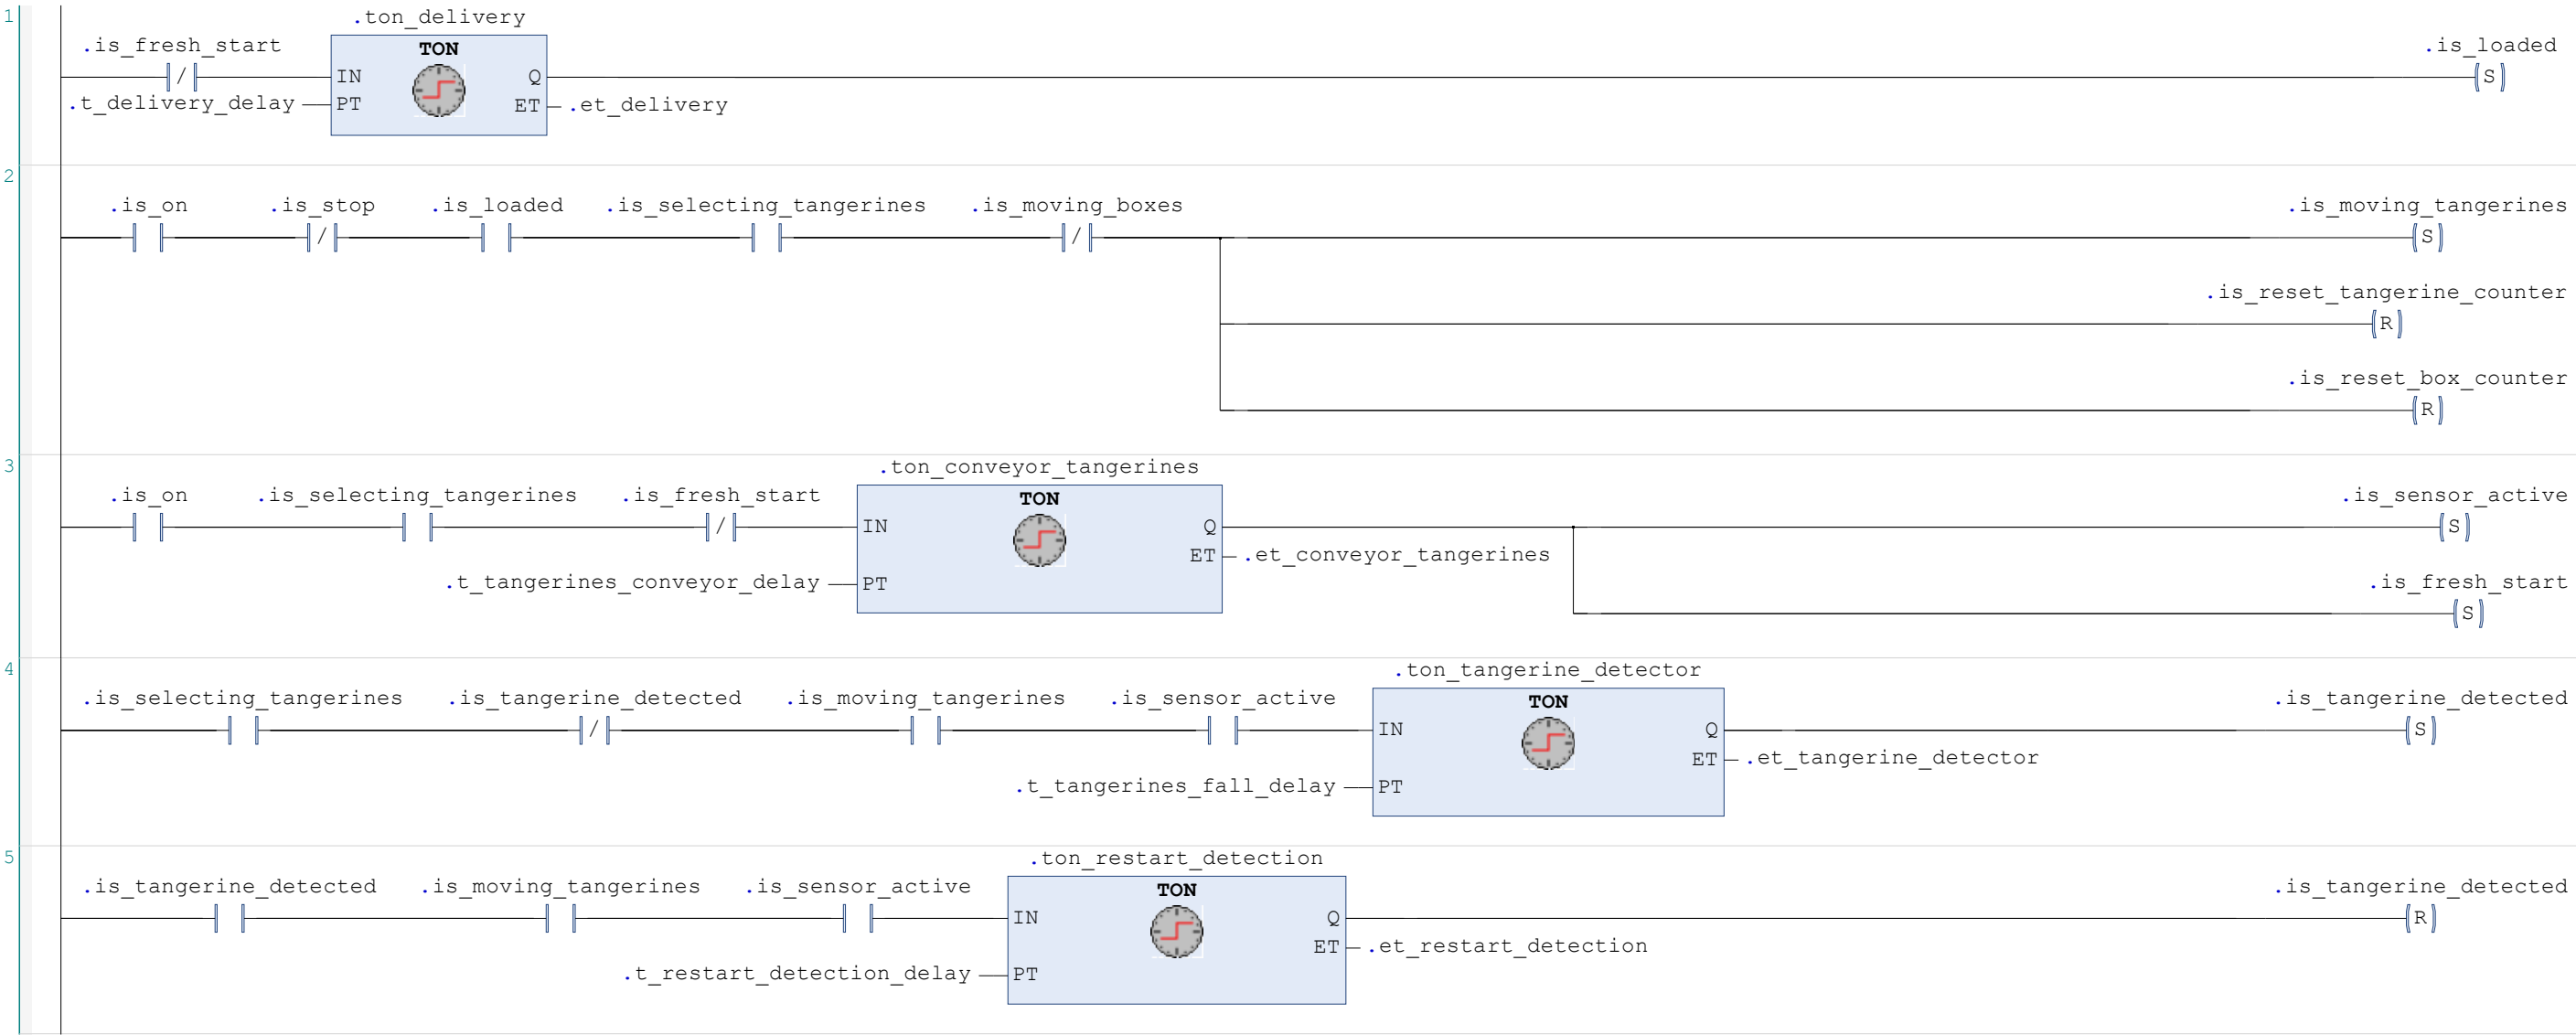 1
.ton_delivery
.is_fresh_start
TON
.is_loaded
/
IN
Q
S
.t_delivery_delay
PT
ET
.et_delivery
2
.is_on
.is_stop
.is_loaded
.is_selecting_tangerines
.is_moving_boxes
.is_moving_tangerines
/
/
S
.is_reset_tangerine_counter
R
.is_reset_box_counter
R
3
.ton_conveyor_tangerines
.is_on
.is_selecting_tangerines
.is_fresh_start
TON
.is_sensor_active
/
IN
Q
S
ET
.et_conveyor_tangerines
.t_tangerines_conveyor_delay
PT
.is_fresh_start
S
4
.ton_tangerine_detector
.is_selecting_tangerines
.is_tangerine_detected
.is_moving_tangerines
.is_sensor_active
TON
.is_tangerine_detected
/
IN
Q
S
ET
.et_tangerine_detector
.t_tangerines_fall_delay
PT
5
.ton_restart_detection
.is_tangerine_detected
.is_moving_tangerines
.is_sensor_active
TON
.is_tangerine_detected
IN
Q
R
ET
.et_restart_detection
.t_restart_detection_delay
PT